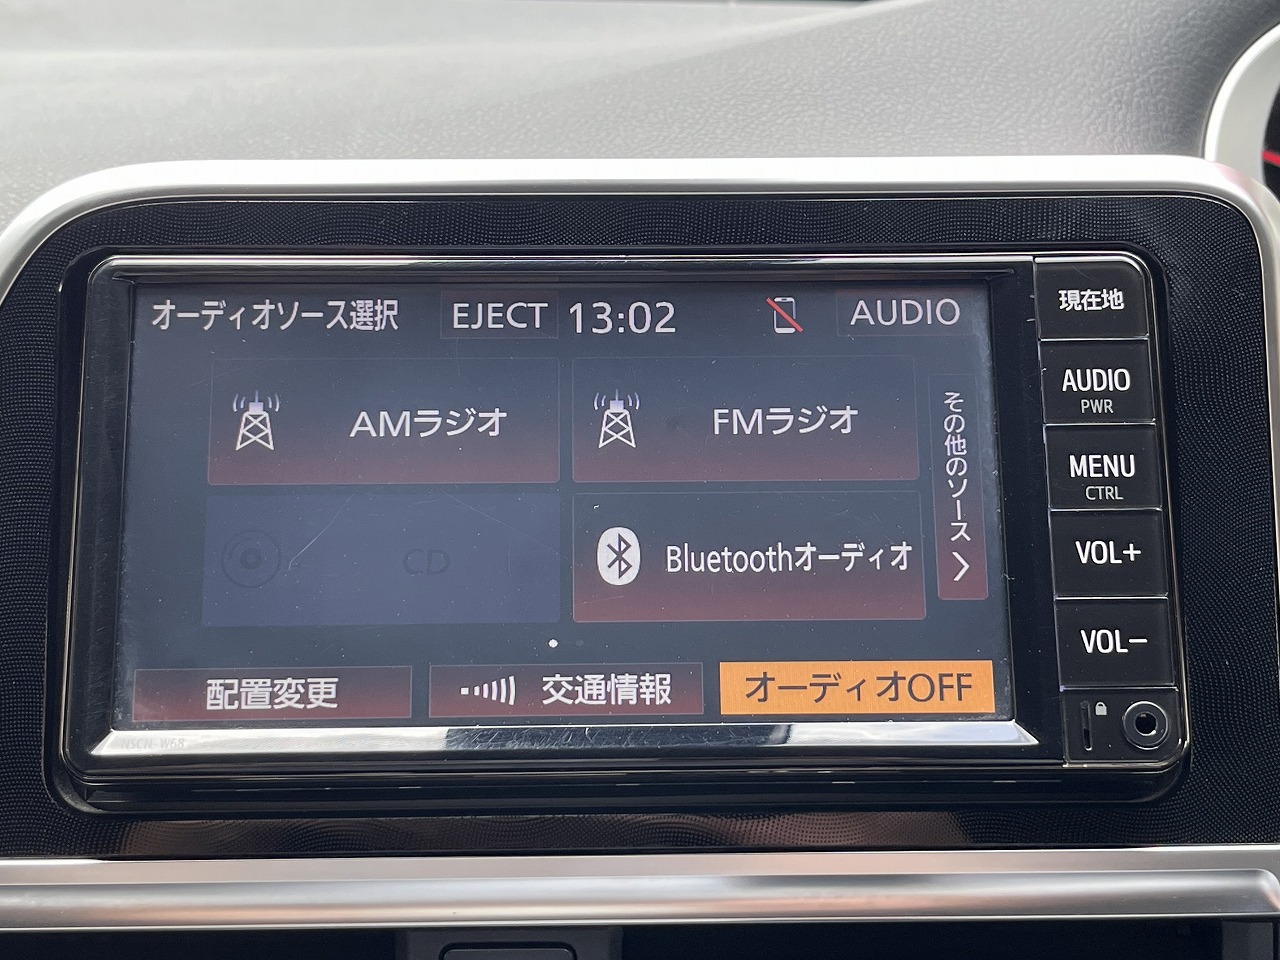 オーディオソース選択 EJECT 13:02 AUDIO
AMラジオ
FMラジオ
CD
Bluetoothオーディオ
その他のソース
配置変更
交通情報
オーディオOFF
NSCN-W68
現在地
AUDIO
PWR
MENU
CTRL
VOL+
VOL−